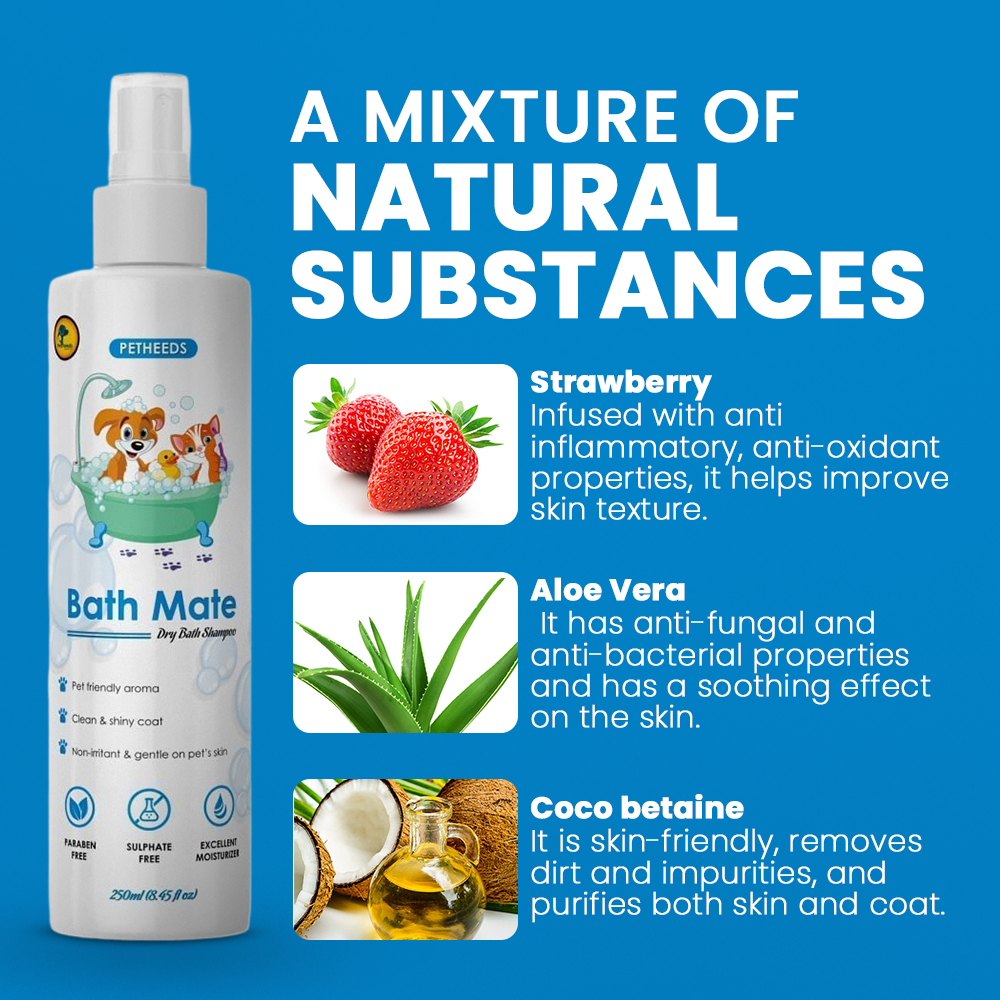 A MIXTURE OF
NATURAL
SUBSTANCES
PETHEEDS
Bath Mate
Dry Bath Shampoo
Pet friendly aroma
Clean & shiny coat
Non-irritant & gentle on pet's skin
PARABEN
FREE
SULPHATE
FREE
EXCELLENT
MOISTURIZER
250ml (8.45 fl oz)
Strawberry
Infused with anti
inflammatory, anti-oxidant
properties, it helps improve
skin texture.
Aloe Vera
It has anti-fungal and
anti-bacterial properties
and has a soothing effect
on the skin.
Coco betaine
It is skin-friendly, removes
dirt and impurities, and
purifies both skin and coat.